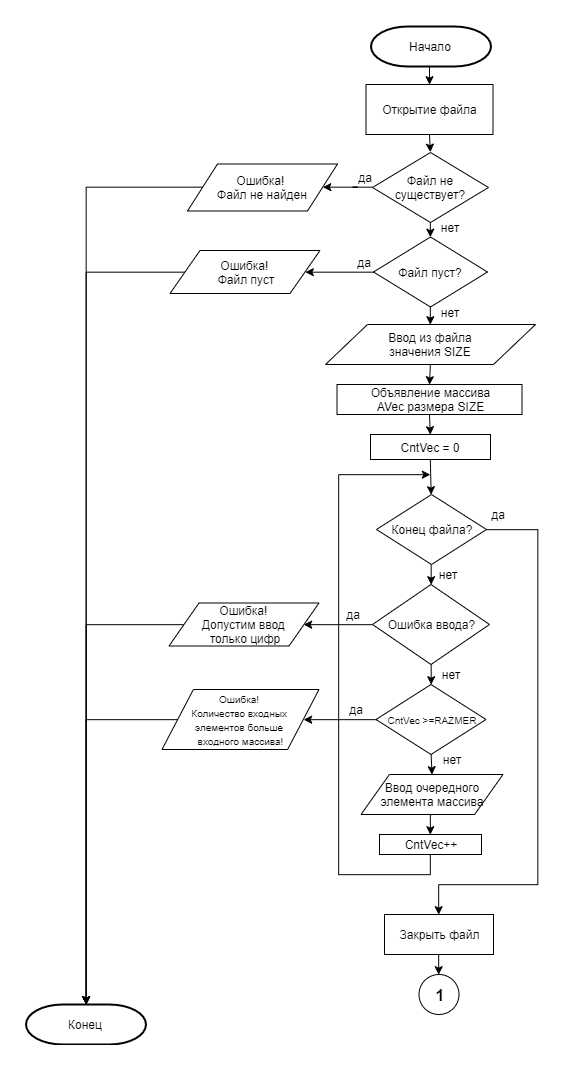 Начало
Открытие файла
Файл не
существует?
да
Ошибка!
Файл не найден
нет
Файл пуст?
да
Ошибка!
Файл пуст
нет
Ввод из файла
значения SIZE
Объявление массива
AVec размера SIZE
CntVec = 0
Конец файла?
да
нет
Ошибка ввода?
да
Ошибка!
Допустим ввод
только цифр
нет
CntVec >=RAZMER
да
Ошибка!
Количество входных
элементов больше
входного массива!
нет
Ввод очередного
элемента массива
CntVec++
Закрыть файл
1
Конец